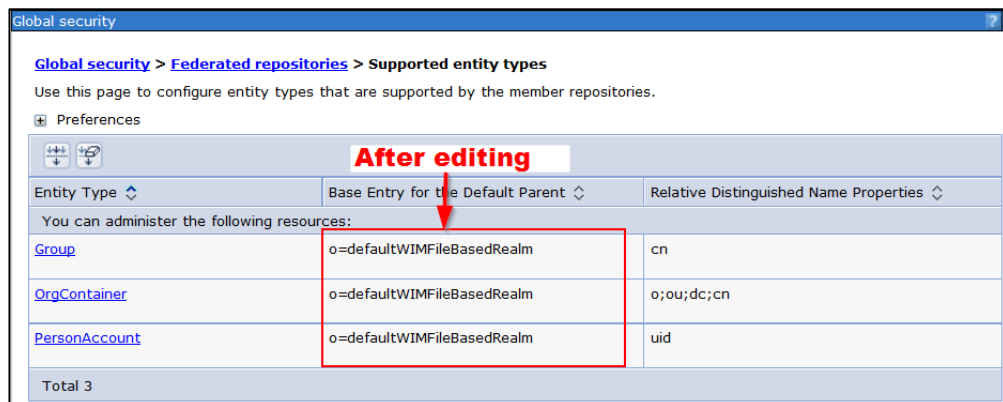 Global security ?
Global security > Federated repositories > Supported entity types
Use this page to configure entity types that are supported by the member repositories.
Preferences
After editing
Entity Type Base Entry for the Default Parent Relative Distinguished Name Properties
You can administer the following resources:
Group o=defaultWIMFileBasedRealm cn
OrgContainer o=defaultWIMFileBasedRealm o;ou;dc;cn
PersonAccount o=defaultWIMFileBasedRealm uid
Total 3